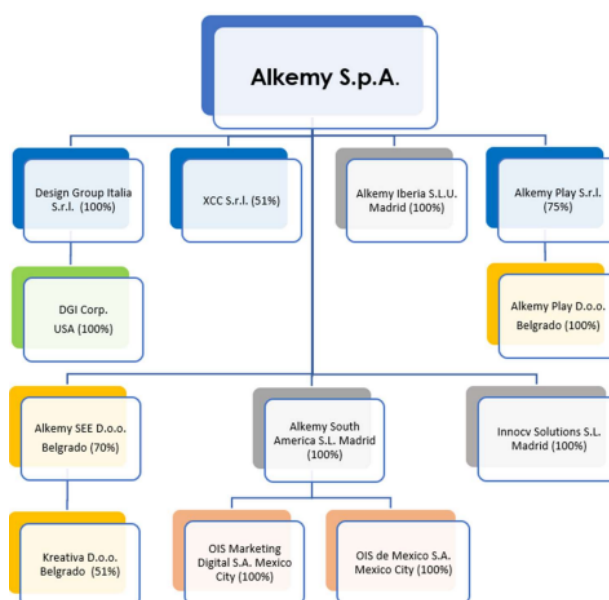 Alkemy S.p.A.
Design Group Italia
S.r.l. (100%)
XCC S.r.l. (51%)
Alkemy Iberia S.L.U.
Madrid (100%)
Alkemy Play S.r.l.
(75%)
DGI Corp.
USA (100%)
Alkemy Play D.o.o.
Belgrado (100%)
Alkemy SEE D.o.o.
Belgrado (70%)
Alkemy South
America S.L. Madrid
(100%)
Innocv Solutions S.L.
Madrid (100%)
Kreativa D.o.o.
Belgrado (51%)
OIS Marketing
Digital S.A. Mexico
City (100%)
OIS de Mexico S.A.
Mexico City (100%)